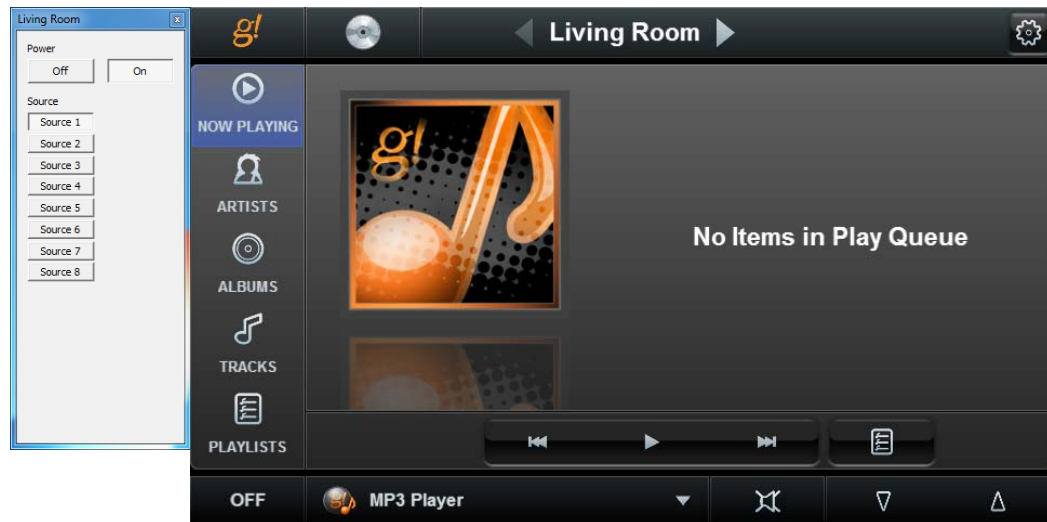 Living Room
x
Power
Off On
Source
Source 1
Source 2
Source 3
Source 4
Source 5
Source 6
Source 7
Source 8
g!
Living Room
NOW PLAYING
ARTISTS
ALBUMS
TRACKS
PLAYLISTS
g!
No Items in Play Queue
OFF
g! MP3 Player